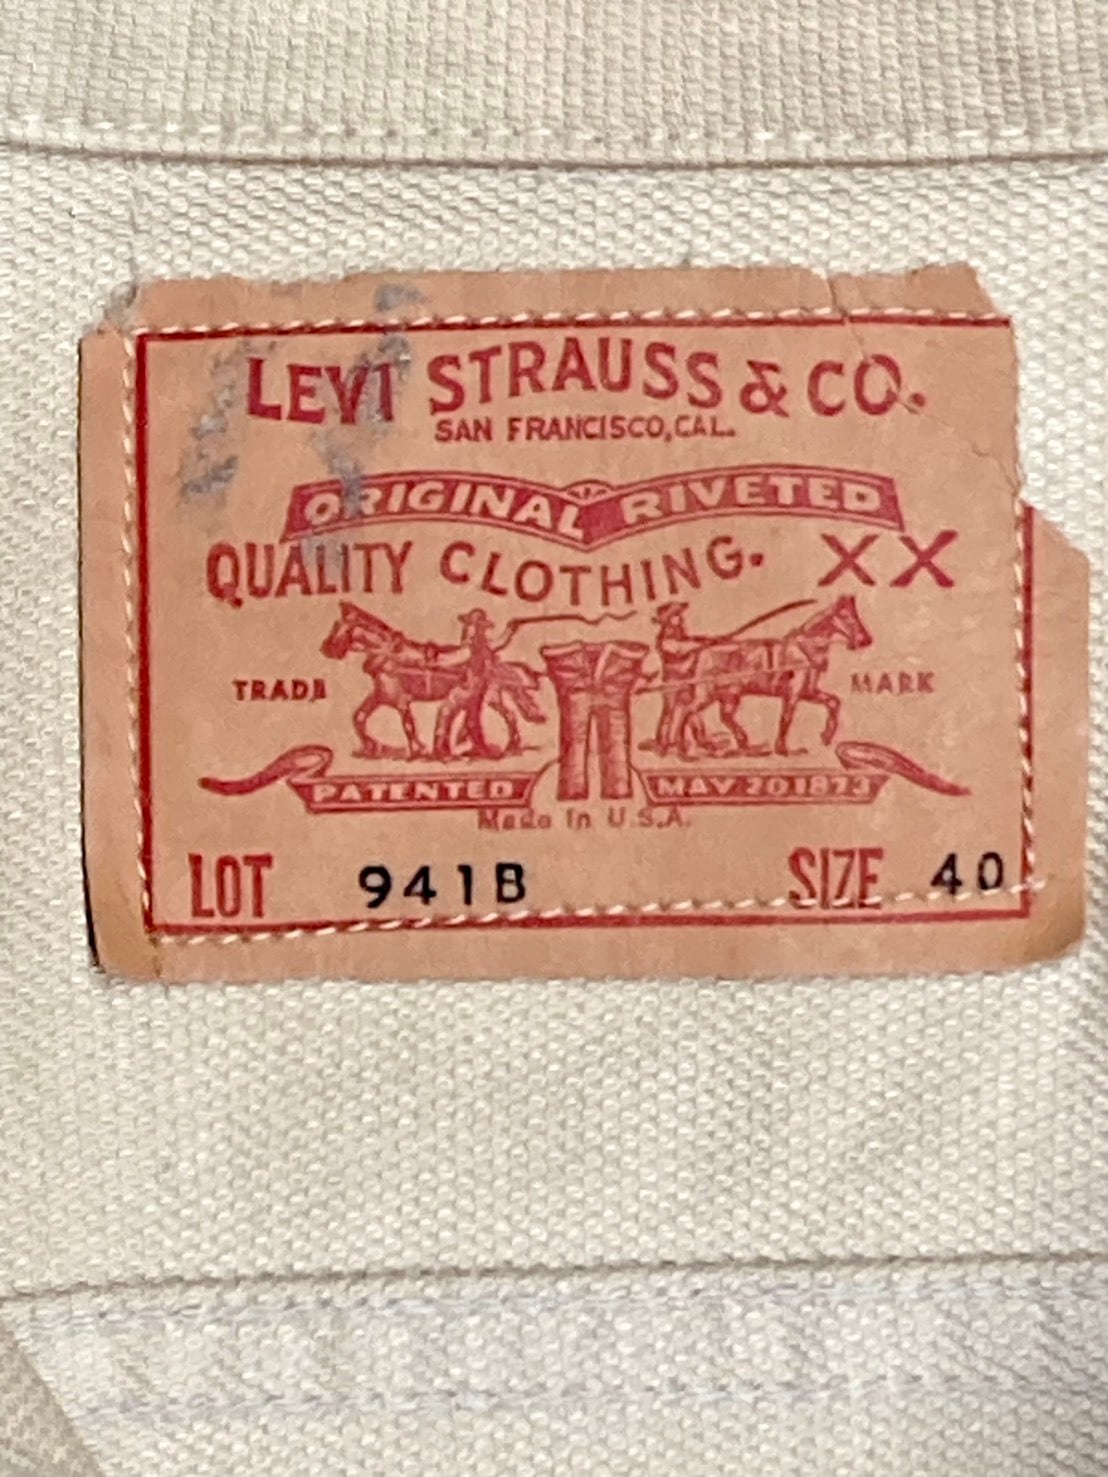 LEVI STRAUSS & CO.
SAN FRANCISCO, CAL.
ORIGINAL RIVETED
QUALITY CLOTHING. XX
TRADE MARK
PATENTED MAY 20 1873
Made in U.S.A.
LOT 941B SIZE 40